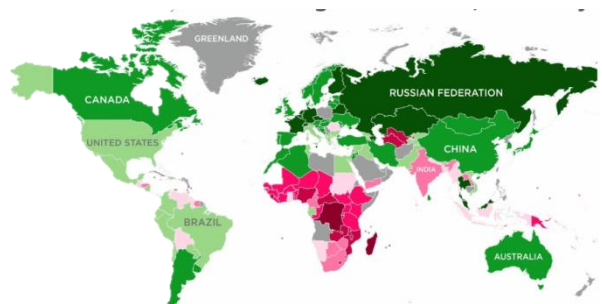 GREENLAND
CANADA
RUSSIAN FEDERATION
UNITED STATES
CHINA
INDIA
BRAZIL
AUSTRALIA